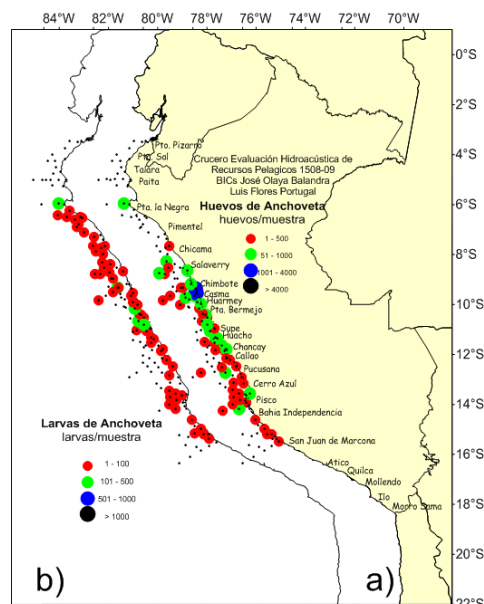 84°W 82°W 80°W 78°W 76°W 74°W 72°W 70°W
0°S
2°S
4°S
6°S
8°S
10°S
12°S
14°S
16°S
18°S
20°S
22°S
Pto. Pizarro
Pto. Sal
Talara
Paita
Pta. la Negra
Pimentel
Chicama
Salaverry
Chimbote
Casma
Huarmey
Pto. Bermejo
Supe
Huacho
Chancay
Callao
Pucusana
Cerro Azul
Pisco
Bahia Independencia
San Juan de Marcona
Atico
Quilca
Mollendo
Ilo
Morro Sama
Crucero Evaluación Hidroacústica de
Recursos Pelagicos 1508-09
BICs José Olaya Balandra
Luis Flores Portugal
Huevos de Anchoveta
huevos/muestra
1 - 500
51 - 1000
1001 - 4000
> 4000
Larvas de Anchoveta
larvas/muestra
1 - 100
101 - 500
501 - 1000
> 1000
b)
a)